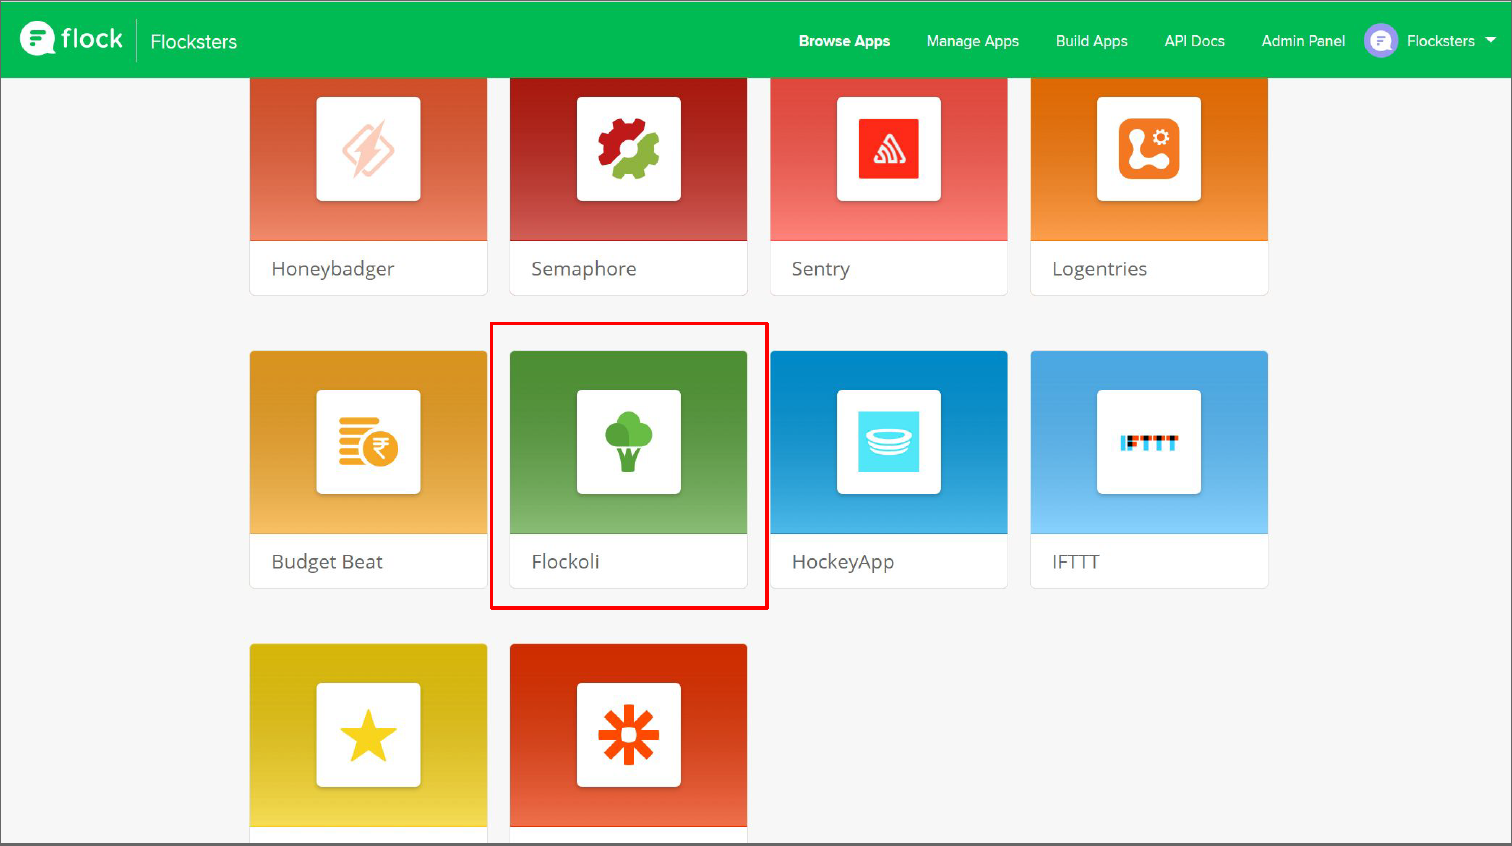 flock Flocksters Browse Apps Manage Apps Build Apps API Docs Admin Panel Flocksters
Honeybadger Semaphore Sentry Logentries
₹
IFTTT
Budget Beat Flockoli HockeyApp IFTTT